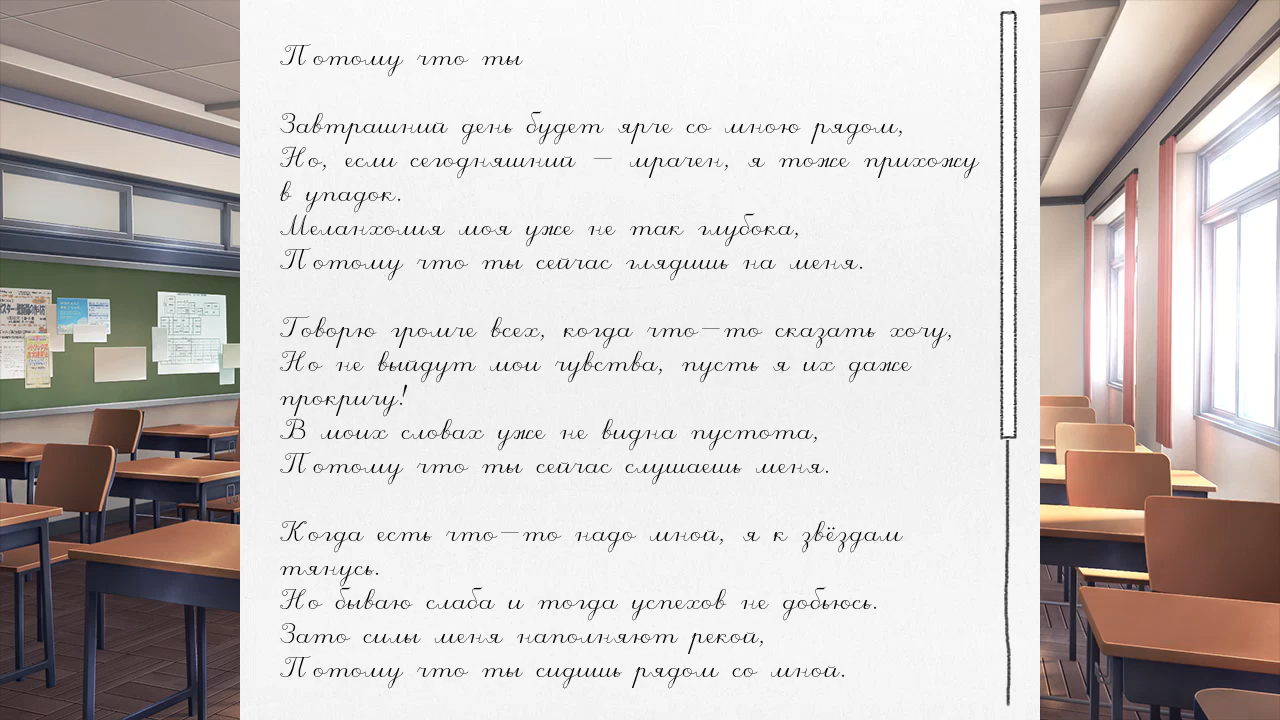 Потому что ты
Завтрашний день будет ярче со мною рядом,
Но, если сегодняшний – мрачен, я тоже прихожу
в упадок.
Меланхолия моя уже не так глубока,
Потому что ты сейчас глядишь на меня.
Говорю громче всех, когда что-то сказать хочу,
Но не выйдут мои чувства, пусть я их даже
прокричу!
В моих словах уже не видна пустота,
Потому что ты сейчас слушаешь меня.
Когда есть что-то надо мной, я к звёздам
тянусь.
Но бываю слаба и тогда успехов не добьюсь.
Зато силы меня наполняют рекой,
Потому что ты сидишь рядом со мной.